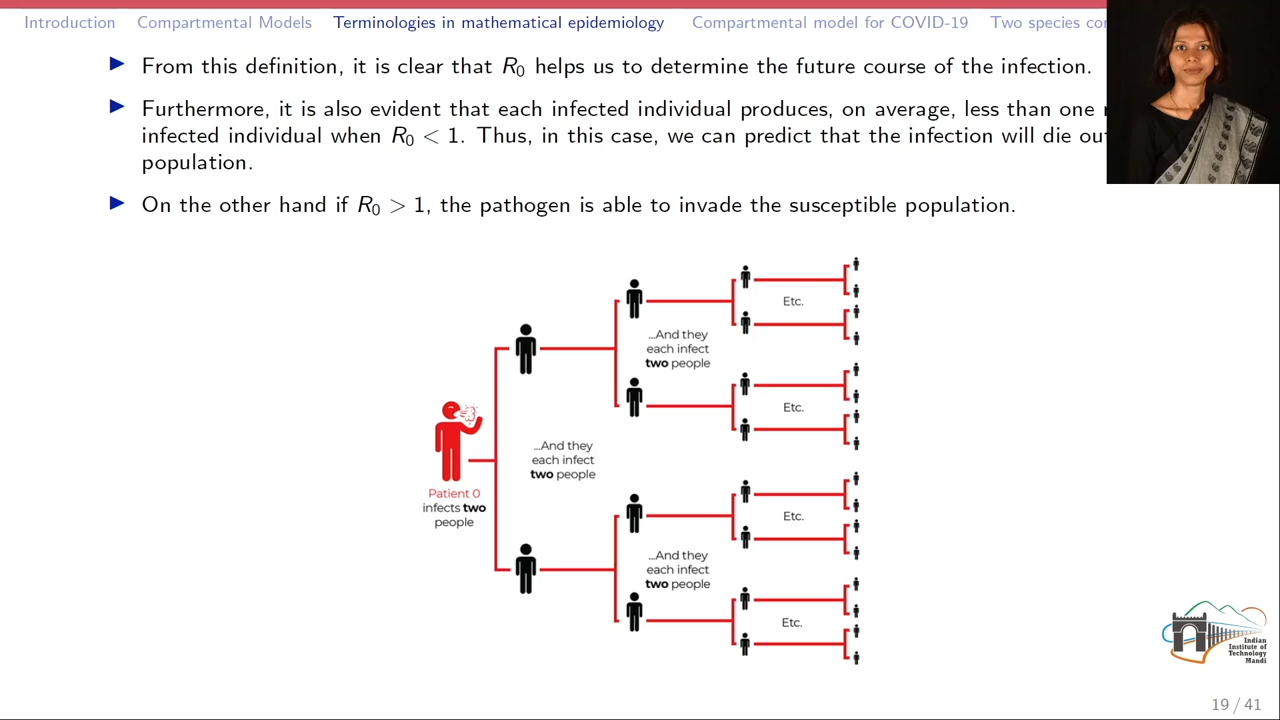 Introduction Compartmental Models Terminologies in mathematical epidemiology Compartmental model for COVID-19 Two species
From this definition, it is clear that R0 helps us to determine the future course of the infection.
Furthermore, it is also evident that each infected individual produces, on average, less than one
infected individual when R0 < 1. Thus, in this case, we can predict that the infection will die
population.
On the other hand if R0 > 1, the pathogen is able to invade the susceptible population.
Etc.
...And they
each infect
two people
Etc.
...And they
each infect
two people
Patient 0
infects two
people
Etc.
...And they
each infect
two people
Etc.
Indian
Institute of
Technology
Mandi
19 / 41